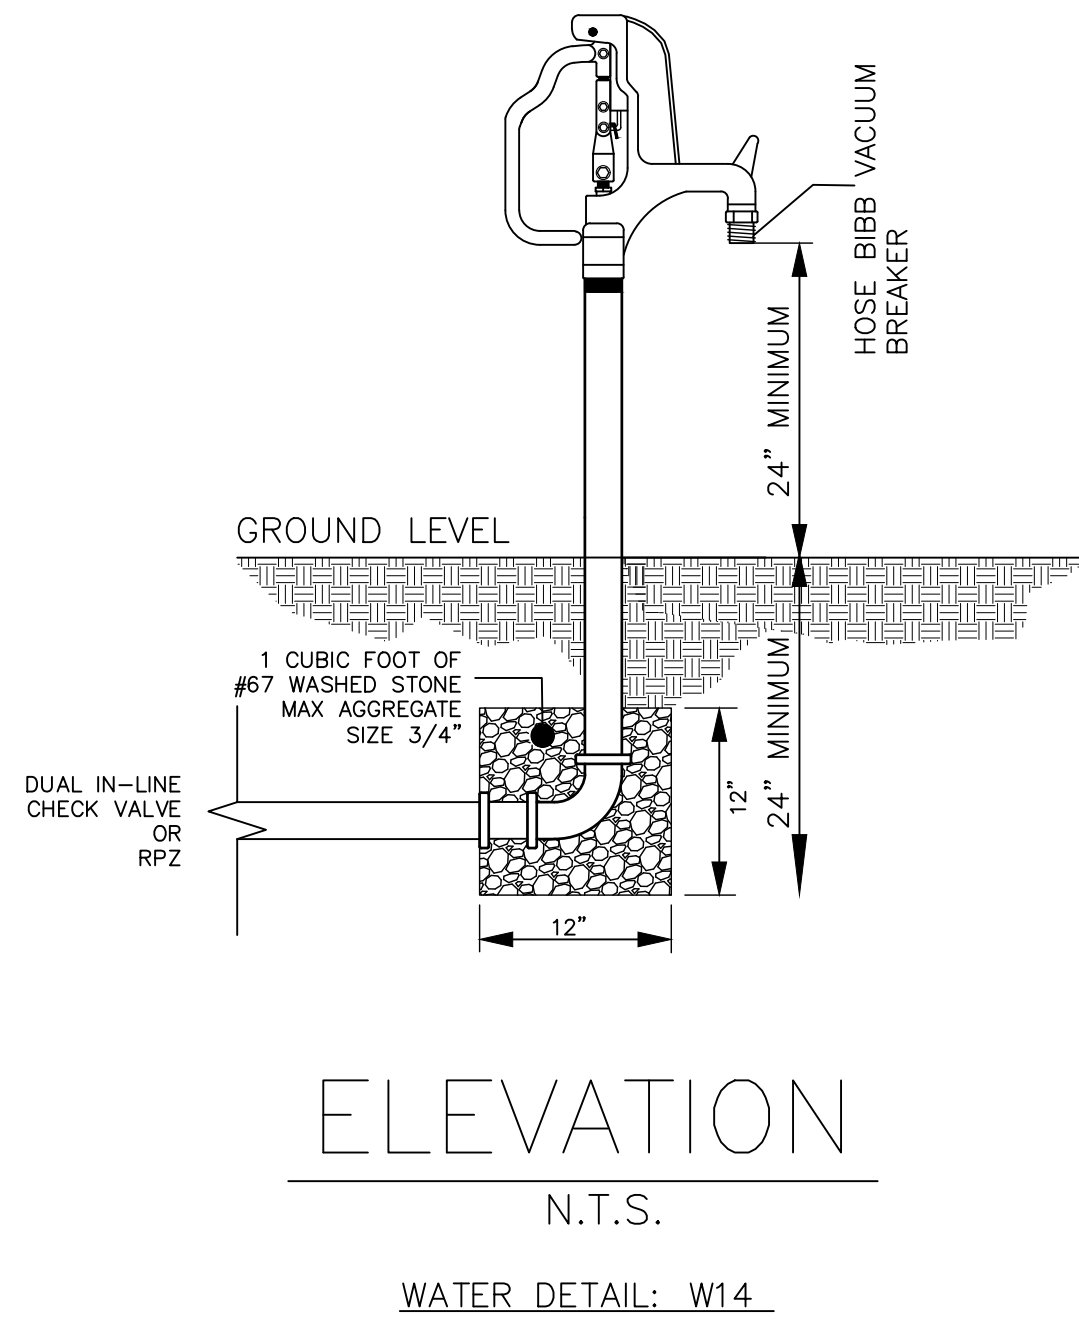 HOSE BIBB VACUUM
BREAKER
24” MINIMUM
GROUND LEVEL
1 CUBIC FOOT OF
#67 WASHED STONE
MAX AGGREGATE
SIZE 3/4”
24” MINIMUM
12”
DUAL IN-LINE
CHECK VALVE
OR
RPZ
12”
ELEVATION
N.T.S.
WATER DETAIL: W14